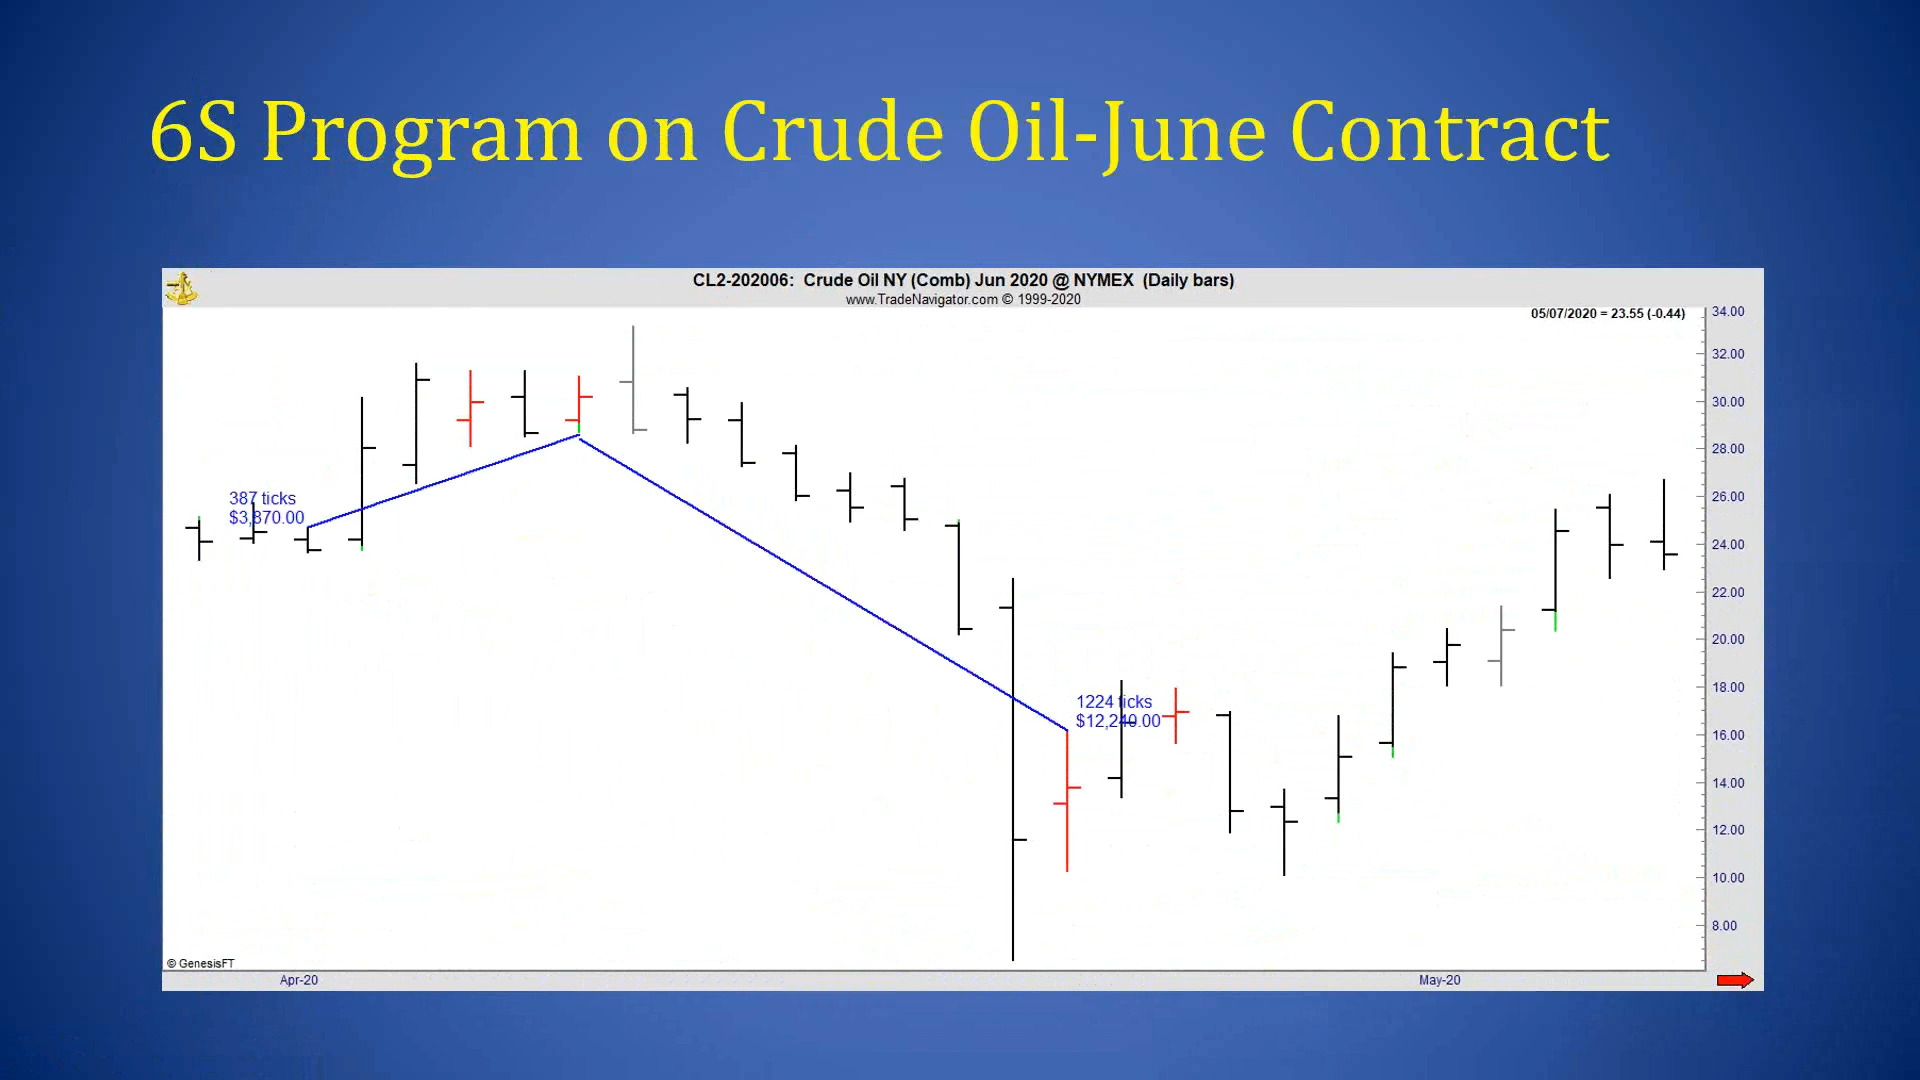 6S Program on Crude Oil-June Contract
CL2-202006: Crude Oil NY (Comb) Jun 2020 @ NYMEX (Daily bars)
www.TradeNavigator.com © 1999-2020
05/07/2020 = 23.55 (-0.44)
34.00
32.00
30.00
28.00
26.00
24.00
22.00
20.00
18.00
16.00
14.00
12.00
10.00
8.00
387 ticks
$3,870.00
1224 ticks
$12,240.00
© GenesisFT
Apr-20
May-20